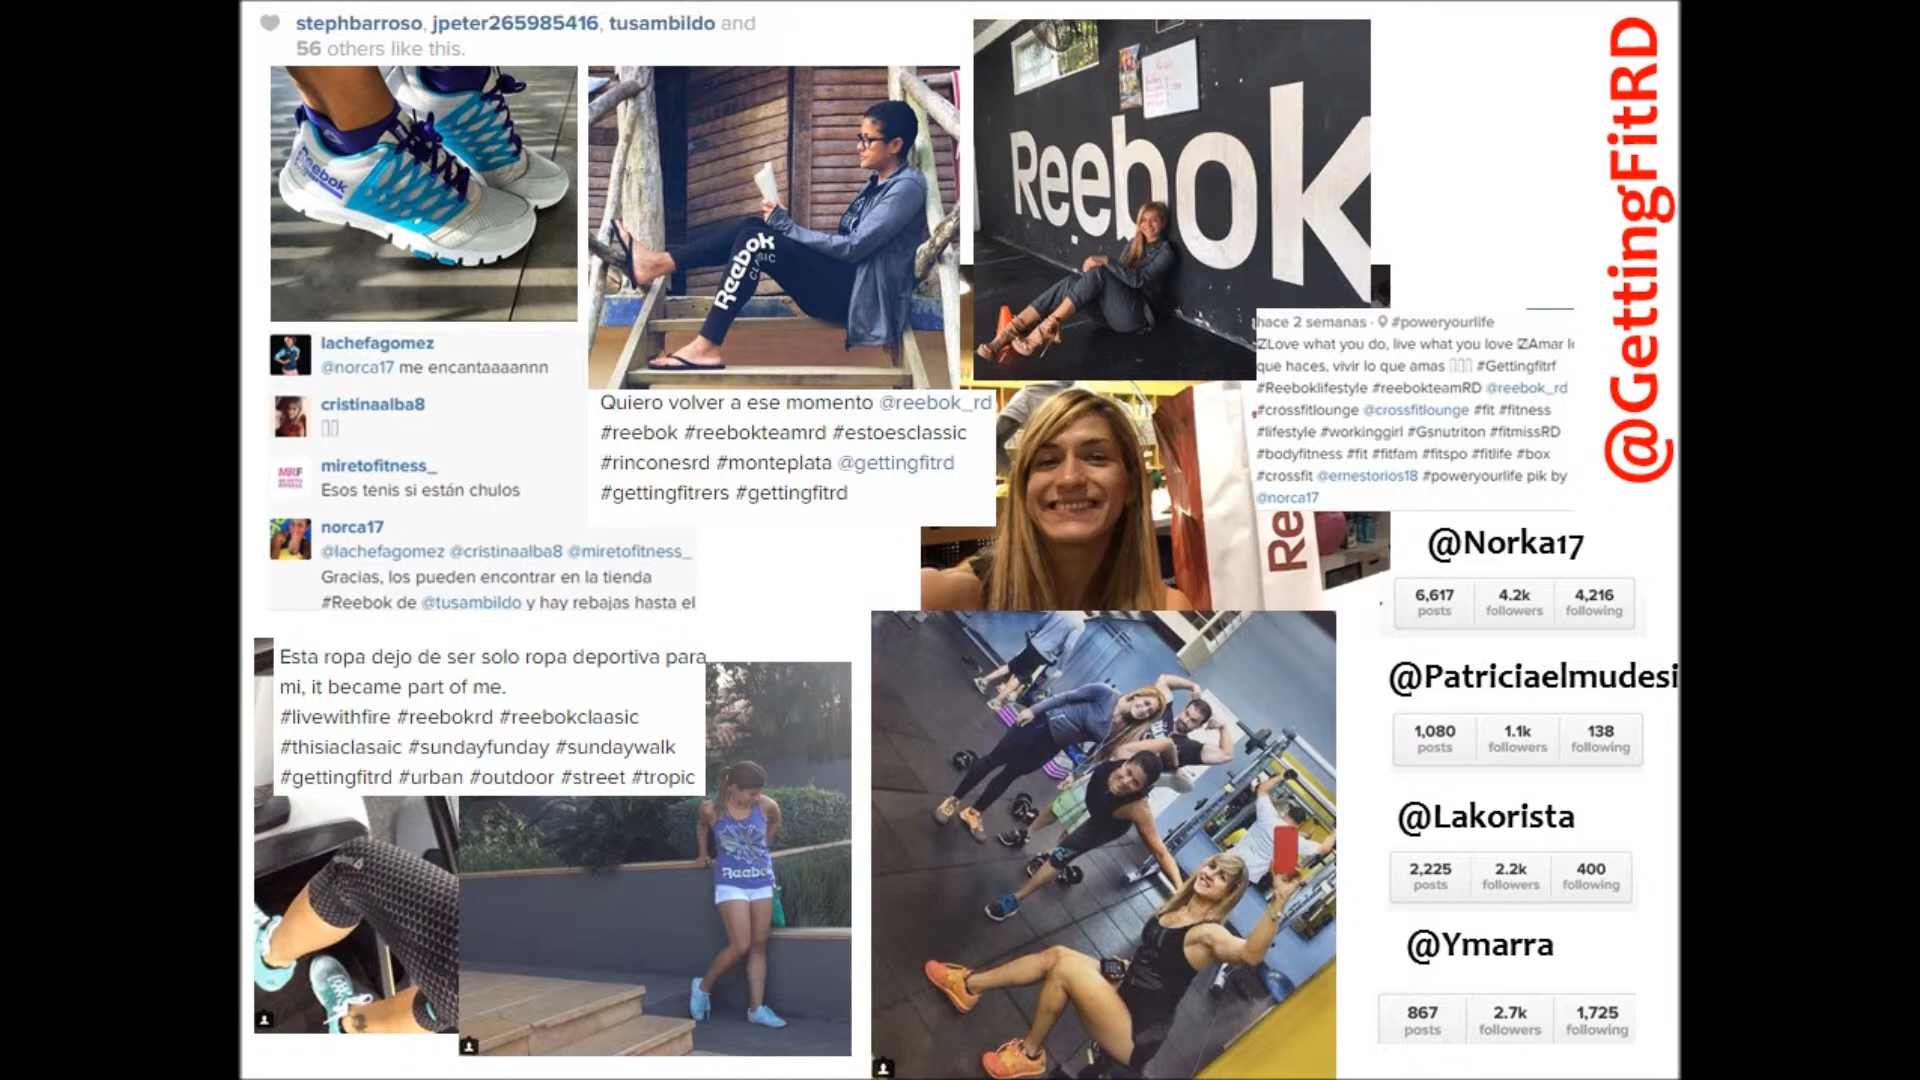 stephbarroso, jpeter265985416, tusambildo and
56 others like this.
Reebok
lachefagomez
@norca17 me encantaaaannn
cristinaalba8
miretofitness_
Esos tenis si están chulos
norca17
@lachefagomez @cristinaalba8 @miretofitness_
Gracias, los pueden encontrar en la tienda
#Reebok de @tusambildo y hay rebajas hasta el
MRF
Reebok
CLASSIC
Quiero volver a ese momento @reebok_rd
#reebok #reebokteamrd #estoesclassic
#rinconesrd #monteplata @gettingfitrd
#gettingfitrers #gettingfitrd
Reebok
hace 2 semanas · #poweryourlife
Love what you do, live what you love Amar l
que haces, vivir lo que amas #Gettingfitrf
#Reeboklifestyle #reebokteamRD @reebok_rd
#crossfitlounge @crossfitlounge #fit #fitness
#lifestyle #workinggirl #Gsnutriton #fitmissRD
#bodyfitness #fit #fitfam #fitspo #fitlife #box
#crossfit @ernestorios18 #poweryourlife pik by
@norca17
Re
Esta ropa dejo de ser solo ropa deportiva para
mi, it became part of me.
#livewithfire #reebokrd #reebokclaasic
#thisiaclasaic #sundayfunday #sundaywalk
#gettingfitrd #urban #outdoor #street #tropic
Reebok
@GettingFitRD
@Norka17
6,617 4.2k 4,216
posts followers following
@Patriciaelmudesi
1,080 1.1k 138
posts followers following
@Lakorista
2,225 2.2k 400
posts followers following
@Ymarra
867 2.7k 1,725
posts followers following